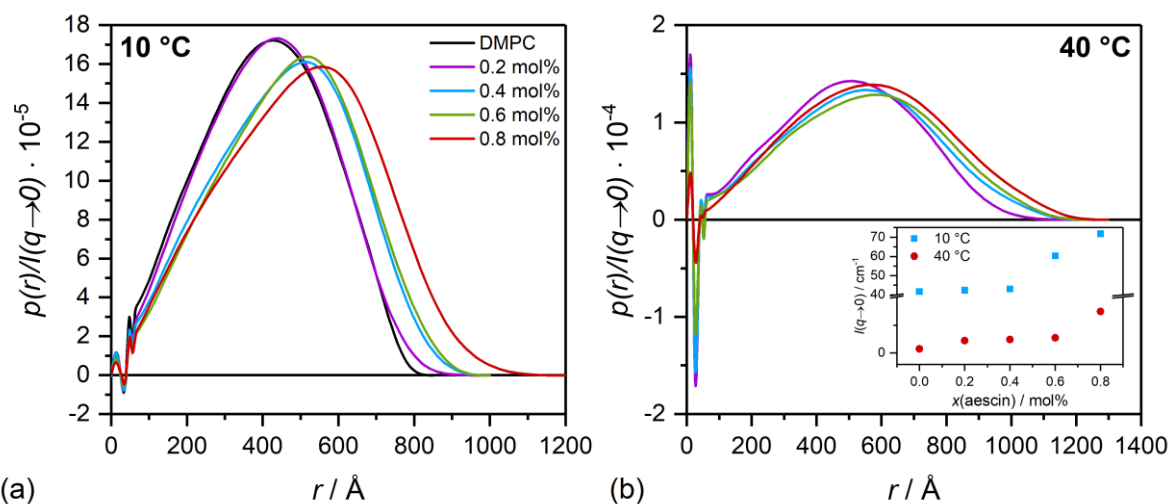 10 °C
DMPC
0.2 mol%
0.4 mol%
0.6 mol%
0.8 mol%
18
16
14
12
10
8
6
4
2
0
-2
p(r)/I(q→0) · 10⁻⁵
0 200 400 600 800 1000 1200
r / Å
(a)
40 °C
2
1
0
-1
-2
p(r)/I(q→0) · 10⁻⁴
0 200 400 600 800 1000 1200 1400
r / Å
(b)
10 °C
40 °C
70
60
50
40
0
I(q→0) / cm⁻¹
0.0 0.2 0.4 0.6 0.8
x(aescin) / mol%